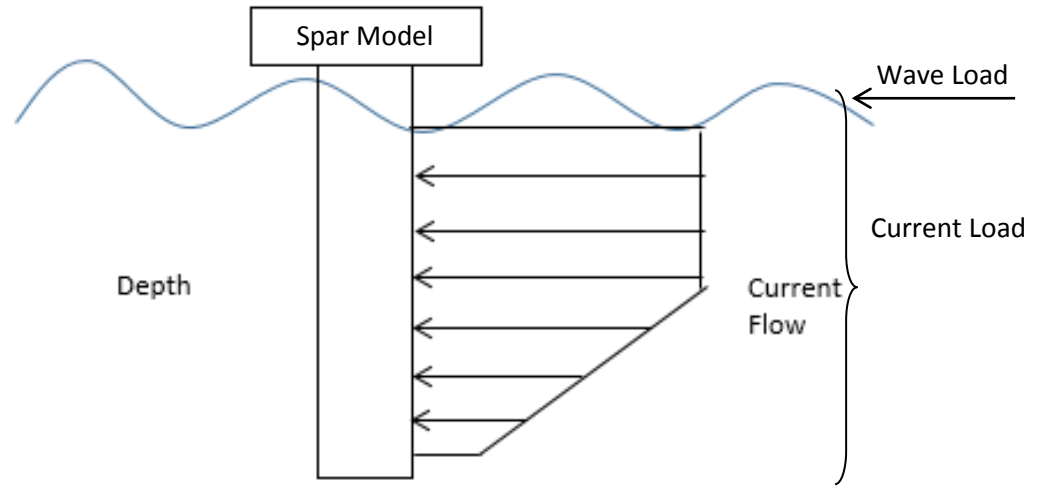 Spar Model
Wave Load
Current Load
Depth
Current
Flow